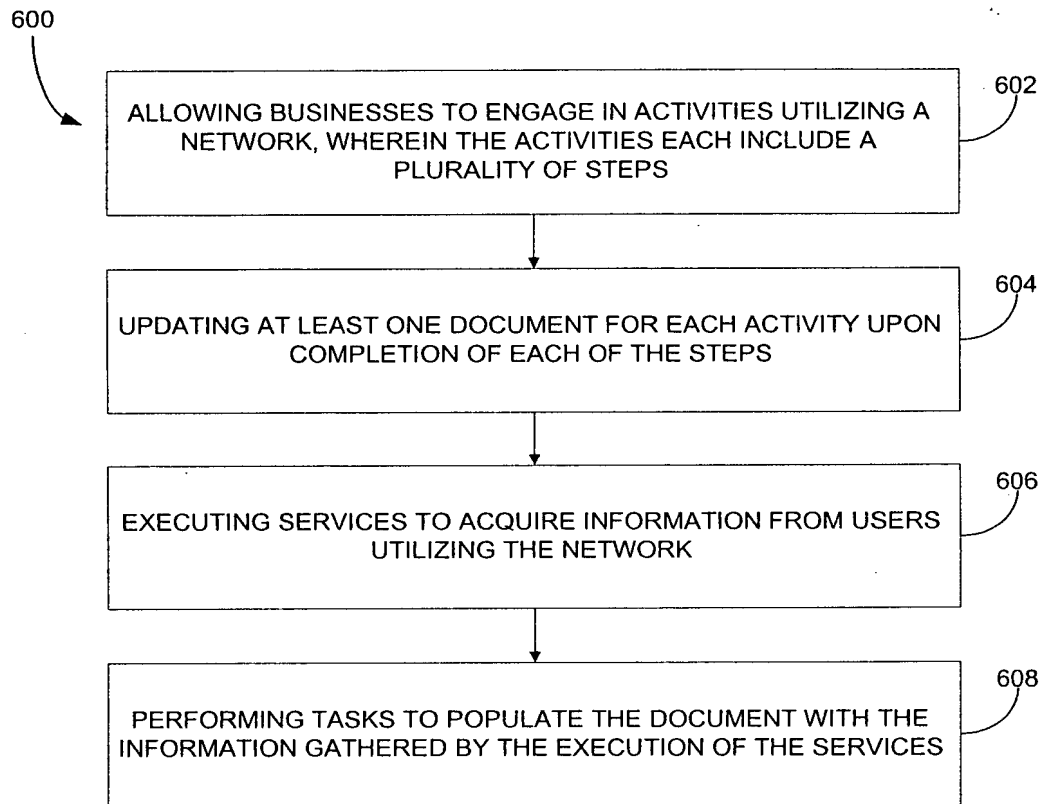 600
602
ALLOWING BUSINESSES TO ENGAGE IN ACTIVITIES UTILIZING A
NETWORK, WHEREIN THE ACTIVITIES EACH INCLUDE A
PLURALITY OF STEPS
604
UPDATING AT LEAST ONE DOCUMENT FOR EACH ACTIVITY UPON
COMPLETION OF EACH OF THE STEPS
606
EXECUTING SERVICES TO ACQUIRE INFORMATION FROM USERS
UTILIZING THE NETWORK
608
PERFORMING TASKS TO POPULATE THE DOCUMENT WITH THE
INFORMATION GATHERED BY THE EXECUTION OF THE SERVICES